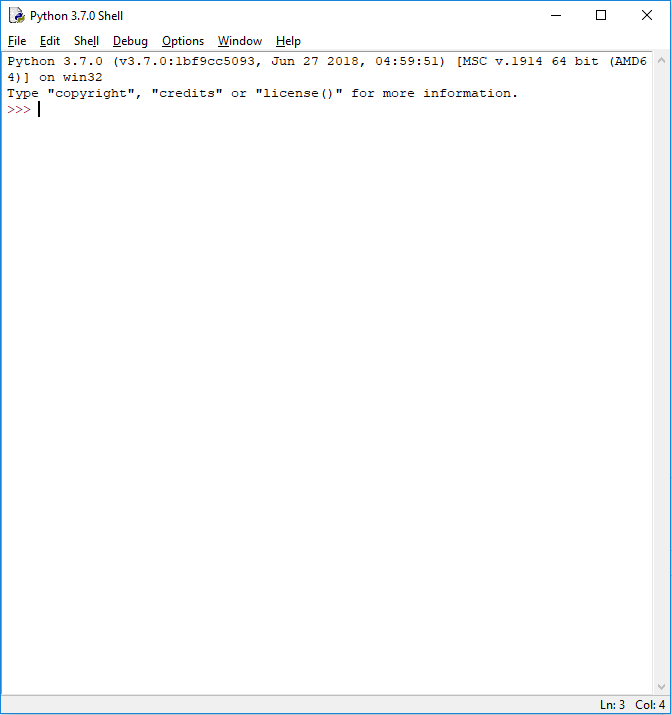 Python 3.7.0 Shell
File Edit Shell Debug Options Window Help
Python 3.7.0 (v3.7.0:1bf9cc5093, Jun 27 2018, 04:59:51) [MSC v.1914 64 bit (AMD6
4)] on win32
Type "copyright", "credits" or "license()" for more information.
>>>
Ln: 3 Col: 4